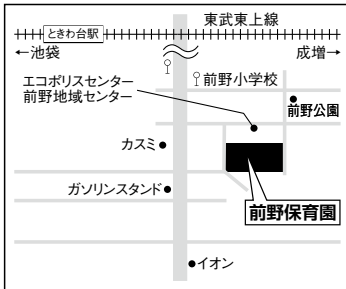 東武東上線
ときわ台駅
←池袋
成増→
前野小学校
エコポリスセンター
前野地域センター
前野公園
カスミ
ガソリンスタンド
前野保育園
イオン